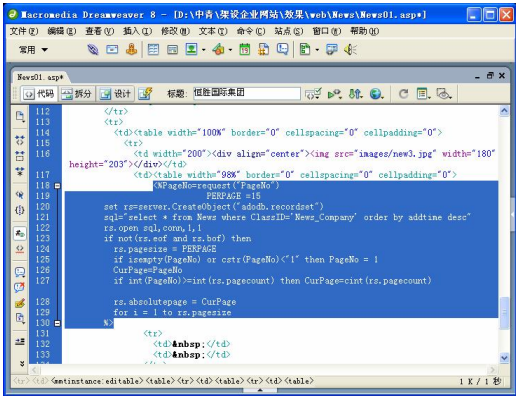 Macromedia Dreamweaver 8 - [D:\中青\架设企业网站\效果\web\News\News01.asp*]
文件(F) 编辑(E) 查看(V) 插入(I) 修改(M) 文本(T) 命令(C) 站点(S) 窗口(W) 帮助(H)
常用
News01.asp*
代码 拆分 设计 标题: 恒胜国际集团
112 </tr>
113 <tr>
114 <td><table width="100%" border="0" cellspacing="0" cellpadding="0">
115 <tr>
116 <td width="200"><div align="center"><img src="images/new3.jpg" width="180"
height="203"></div></td>
117 <td><table width="98%" border="0" cellspacing="0" cellpadding="0">
118 <%PageNo=request("PageNo")
119 PERPAGE =15
120 set rs=server.CreateObject("adodb.recordset")
121 sql="select * from News where ClassID='News_Company' order by addtime desc"
122 rs.open sql,conn,1,1
123 if not(rs.eof and rs.bof) then
124 rs.pagesize = PERPAGE
125 if isempty(PageNo) or cstr(PageNo)<"1" then PageNo = 1
126 CurPage=PageNo
127 if int(PageNo)>=int(rs.pagecount) then CurPage=cint(rs.pagecount)
128 rs.absolutepage = CurPage
129 for i = 1 to rs.pagesize
130 %>
131 <tr>
132 <td>&nbsp;</td>
133 <td>&nbsp;</td>
<tr> <td> <mmtinstance:editable> <table> <tr> <td> <table> <tr> <td> <table> 1 K / 1 秒